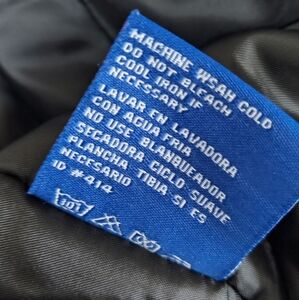 MACHINE WEAH COLD
DO NOT BLEACH
COOL IRON IF
NECESSARY
LAVAR EN LAVADORA
CON AGUA FRIA
NO USE BLANQUEADOR
SECADORA CICLO SUAVE
PLANCHA TIBIA SI ES
NECESARIO
ID #414